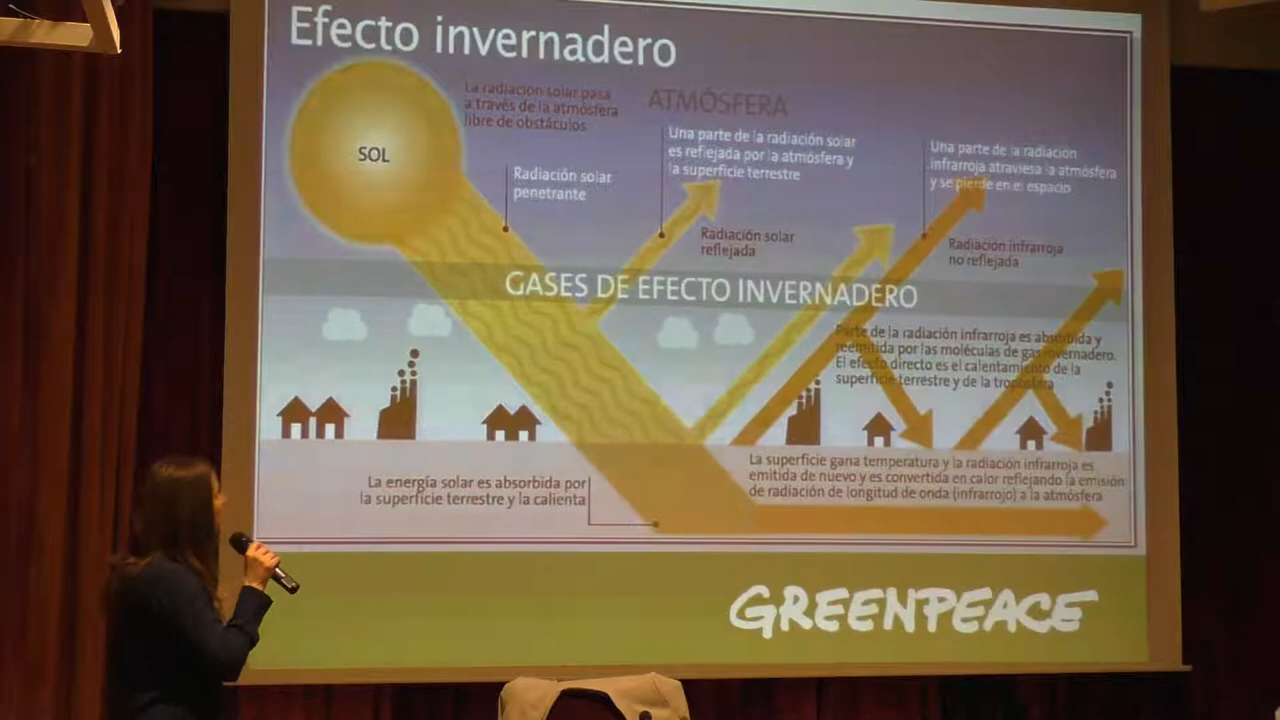 Efecto invernadero
SOL
La radiación solar pasa
a través de la atmósfera
libre de obstáculos
ATMÓSFERA
Radiación solar
penetrante
Una parte de la radiación solar
es reflejada por la atmósfera y
la superficie terrestre
Radiación solar
reflejada
Una parte de la radiación
infrarroja atraviesa la atmósfera
y se pierde en el espacio
Radiación infrarroja
no reflejada
GASES DE EFECTO INVERNADERO
Parte de la radiación infrarroja es absorbida y
reemitida por las moléculas de gas invernadero.
El efecto directo es el calentamiento de la
superficie terrestre y de la troposfera
La energía solar es absorbida por
la superficie terrestre y la calienta
La superficie gana temperatura y la radiación infrarroja es
emitida de nuevo y es convertida en calor reflejando la emisión
de radiación de longitud de onda (infrarrojo) a la atmósfera
GREENPEACE